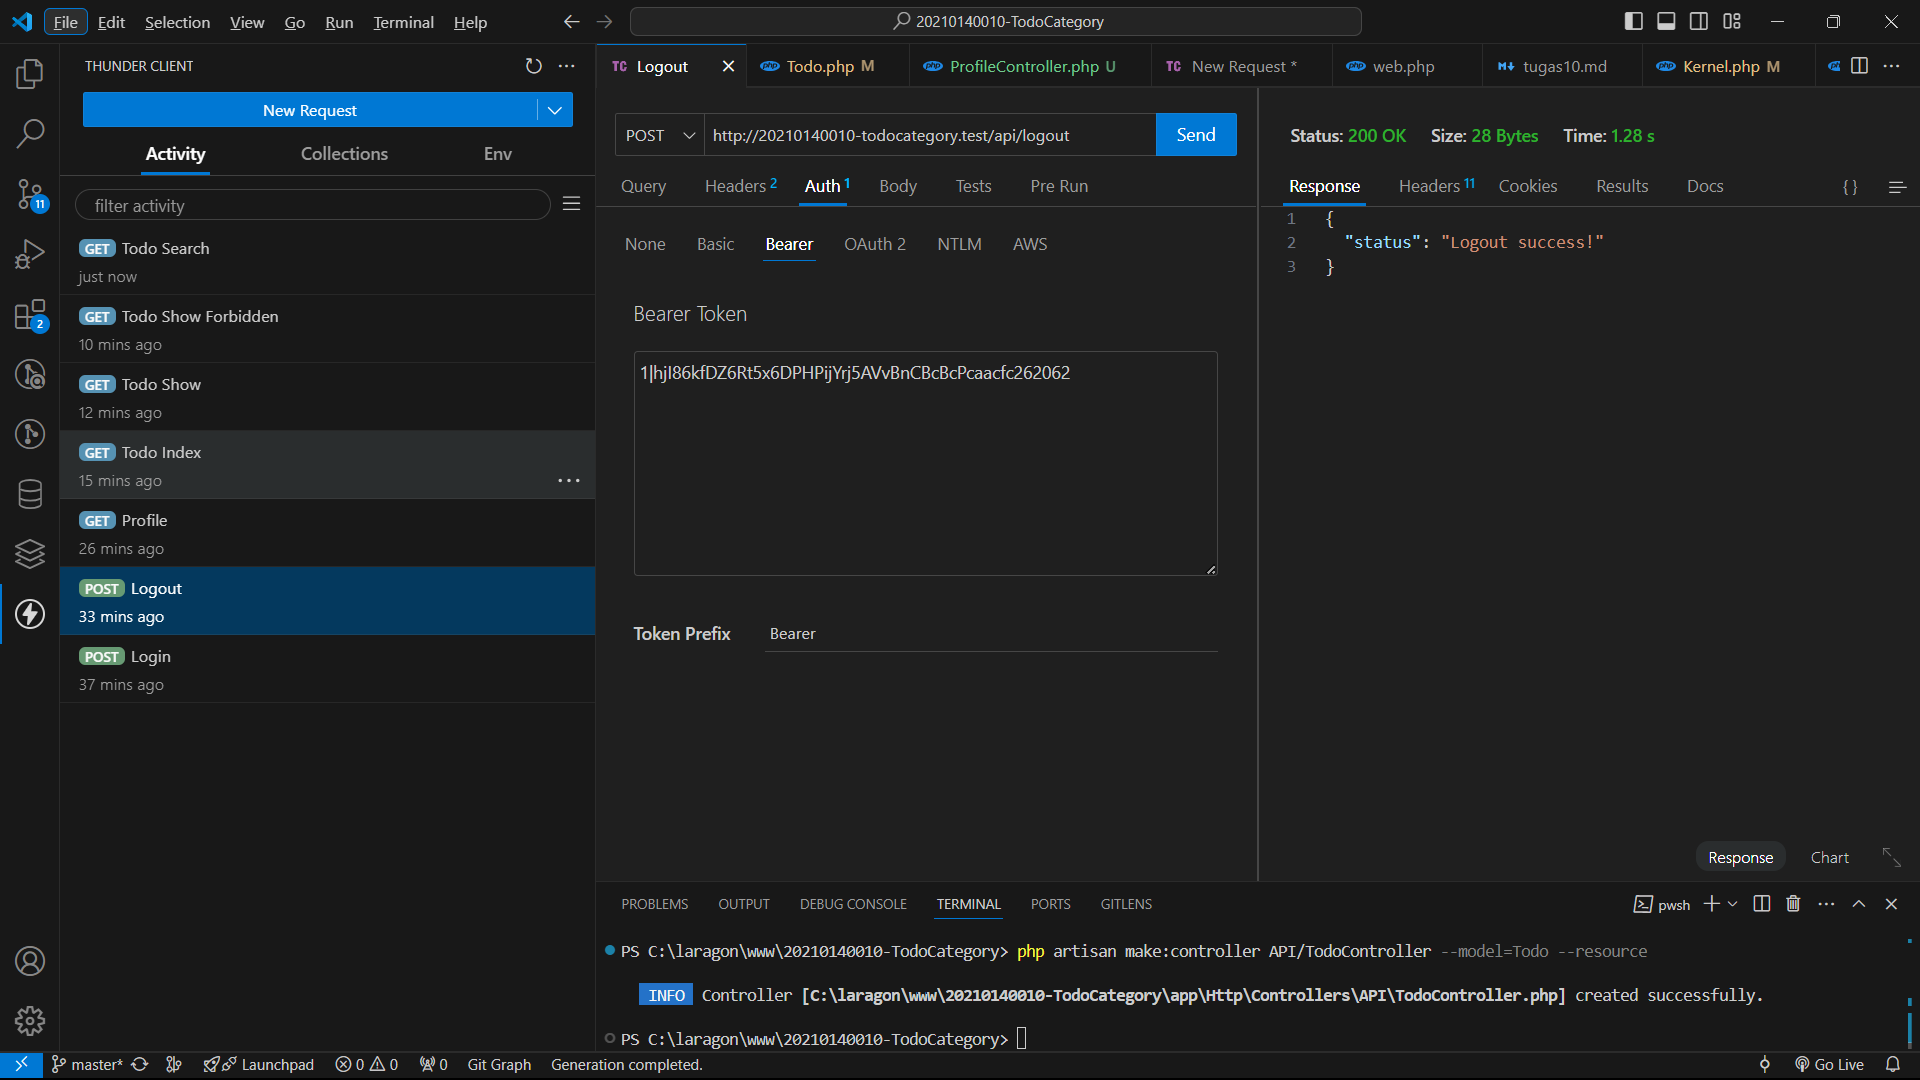 File Edit Selection View Go Run Terminal Help
20210140010-TodoCategory
THUNDER CLIENT
New Request
Activity Collections Env
filter activity
GET Todo Search
just now
GET Todo Show Forbidden
10 mins ago
GET Todo Show
12 mins ago
GET Todo Index
15 mins ago
GET Profile
26 mins ago
POST Logout
33 mins ago
POST Login
37 mins ago
11
2
TC Logout
php Todo.php M
php ProfileController.php U
TC New Request *
php web.php
M↓ tugas10.md
php Kernel.php M
POST http://20210140010-todocategory.test/api/logout Send
Query Headers 2 Auth 1 Body Tests Pre Run
None Basic Bearer OAuth 2 NTLM AWS
Bearer Token
1|hjI86kfDZ6Rt5x6DPHPijYrj5AVvBnCBcBcPcaacfc262062
Token Prefix Bearer
Status: 200 OK Size: 28 Bytes Time: 1.28 s
Response Headers 11 Cookies Results Docs { }
1 {
2 "status": "Logout success!"
3 }
Response Chart
PROBLEMS OUTPUT DEBUG CONSOLE TERMINAL PORTS GITLENS
pwsh
PS C:\laragon\www\20210140010-TodoCategory> php artisan make:controller API/TodoController --model=Todo --resource
INFO Controller [C:\laragon\www\20210140010-TodoCategory\app\Http\Controllers\API\TodoController.php] created successfully.
PS C:\laragon\www\20210140010-TodoCategory>
master* Launchpad 0 0 0 Git Graph Generation completed. Go Live